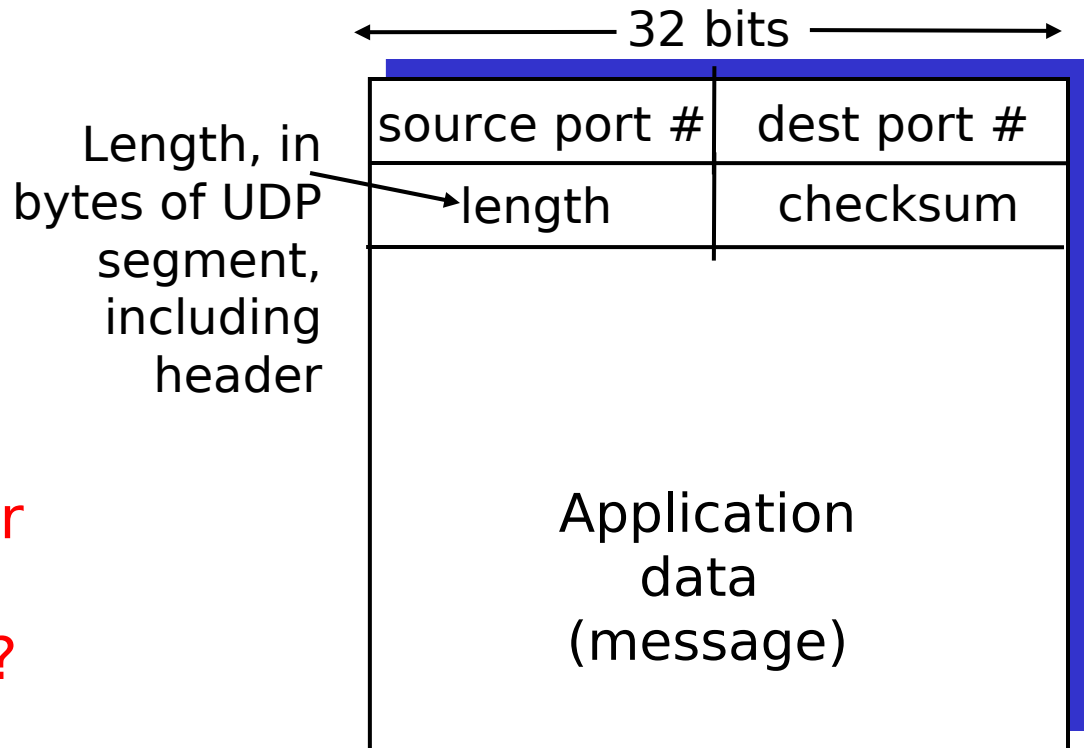 32 bits
source port # dest port #
Length, in
bytes of UDP
segment,
including
header
length checksum
r
?
Application
data
(message)